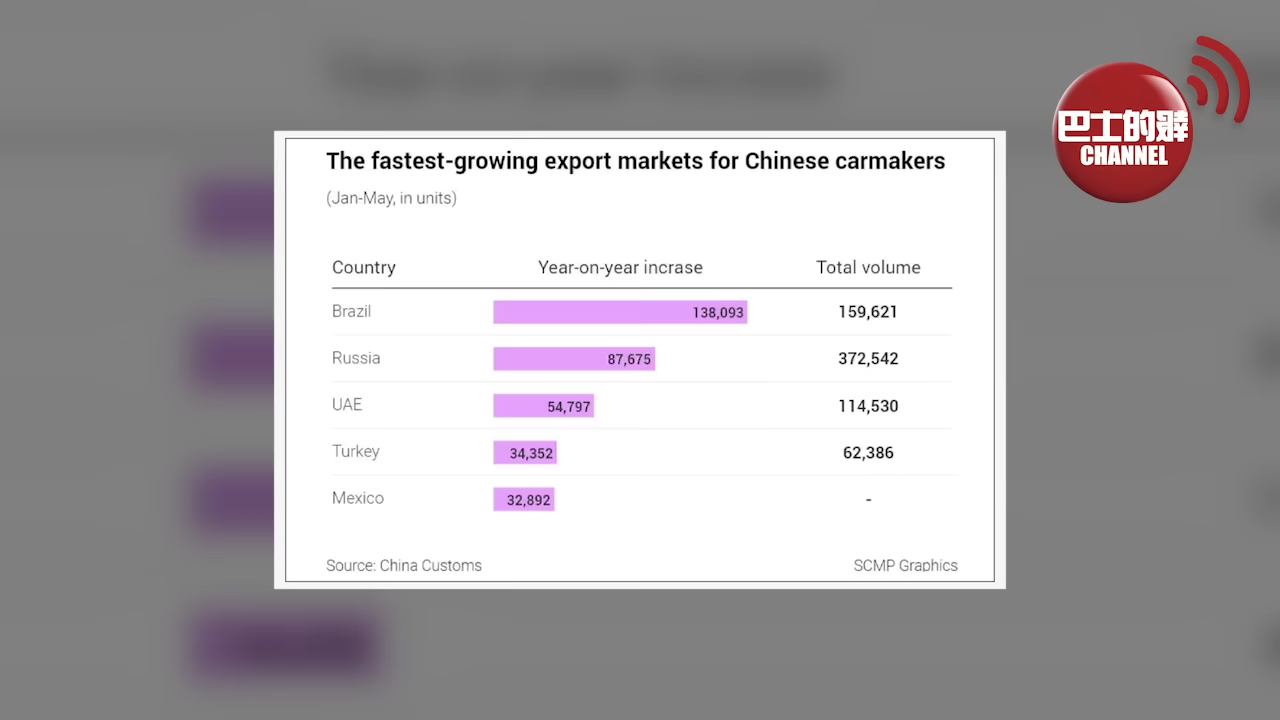 巴士的報
CHANNEL
The fastest-growing export markets for Chinese carmakers
(Jan-May, in units)
Country Year-on-year incrase Total volume
Brazil 138,093 159,621
Russia 87,675 372,542
UAE 54,797 114,530
Turkey 34,352 62,386
Mexico 32,892 -
Source: China Customs SCMP Graphics